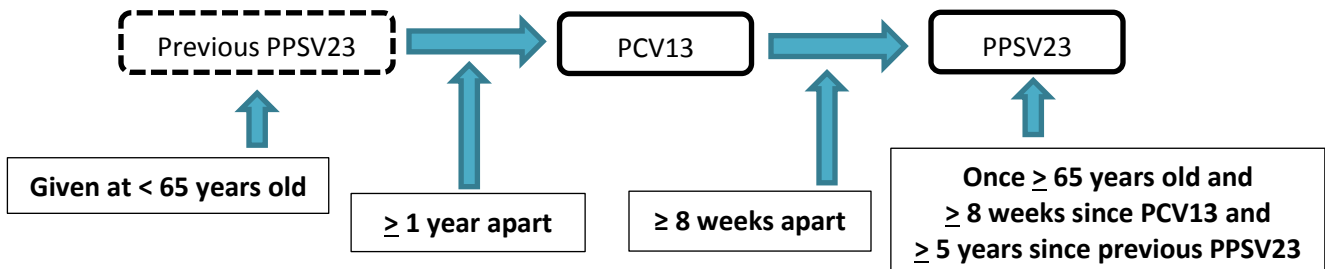 Previous PPSV23
PCV13
PPSV23
Given at < 65 years old
≥ 1 year apart
≥ 8 weeks apart
Once ≥ 65 years old and
≥ 8 weeks since PCV13 and
≥ 5 years since previous PPSV23